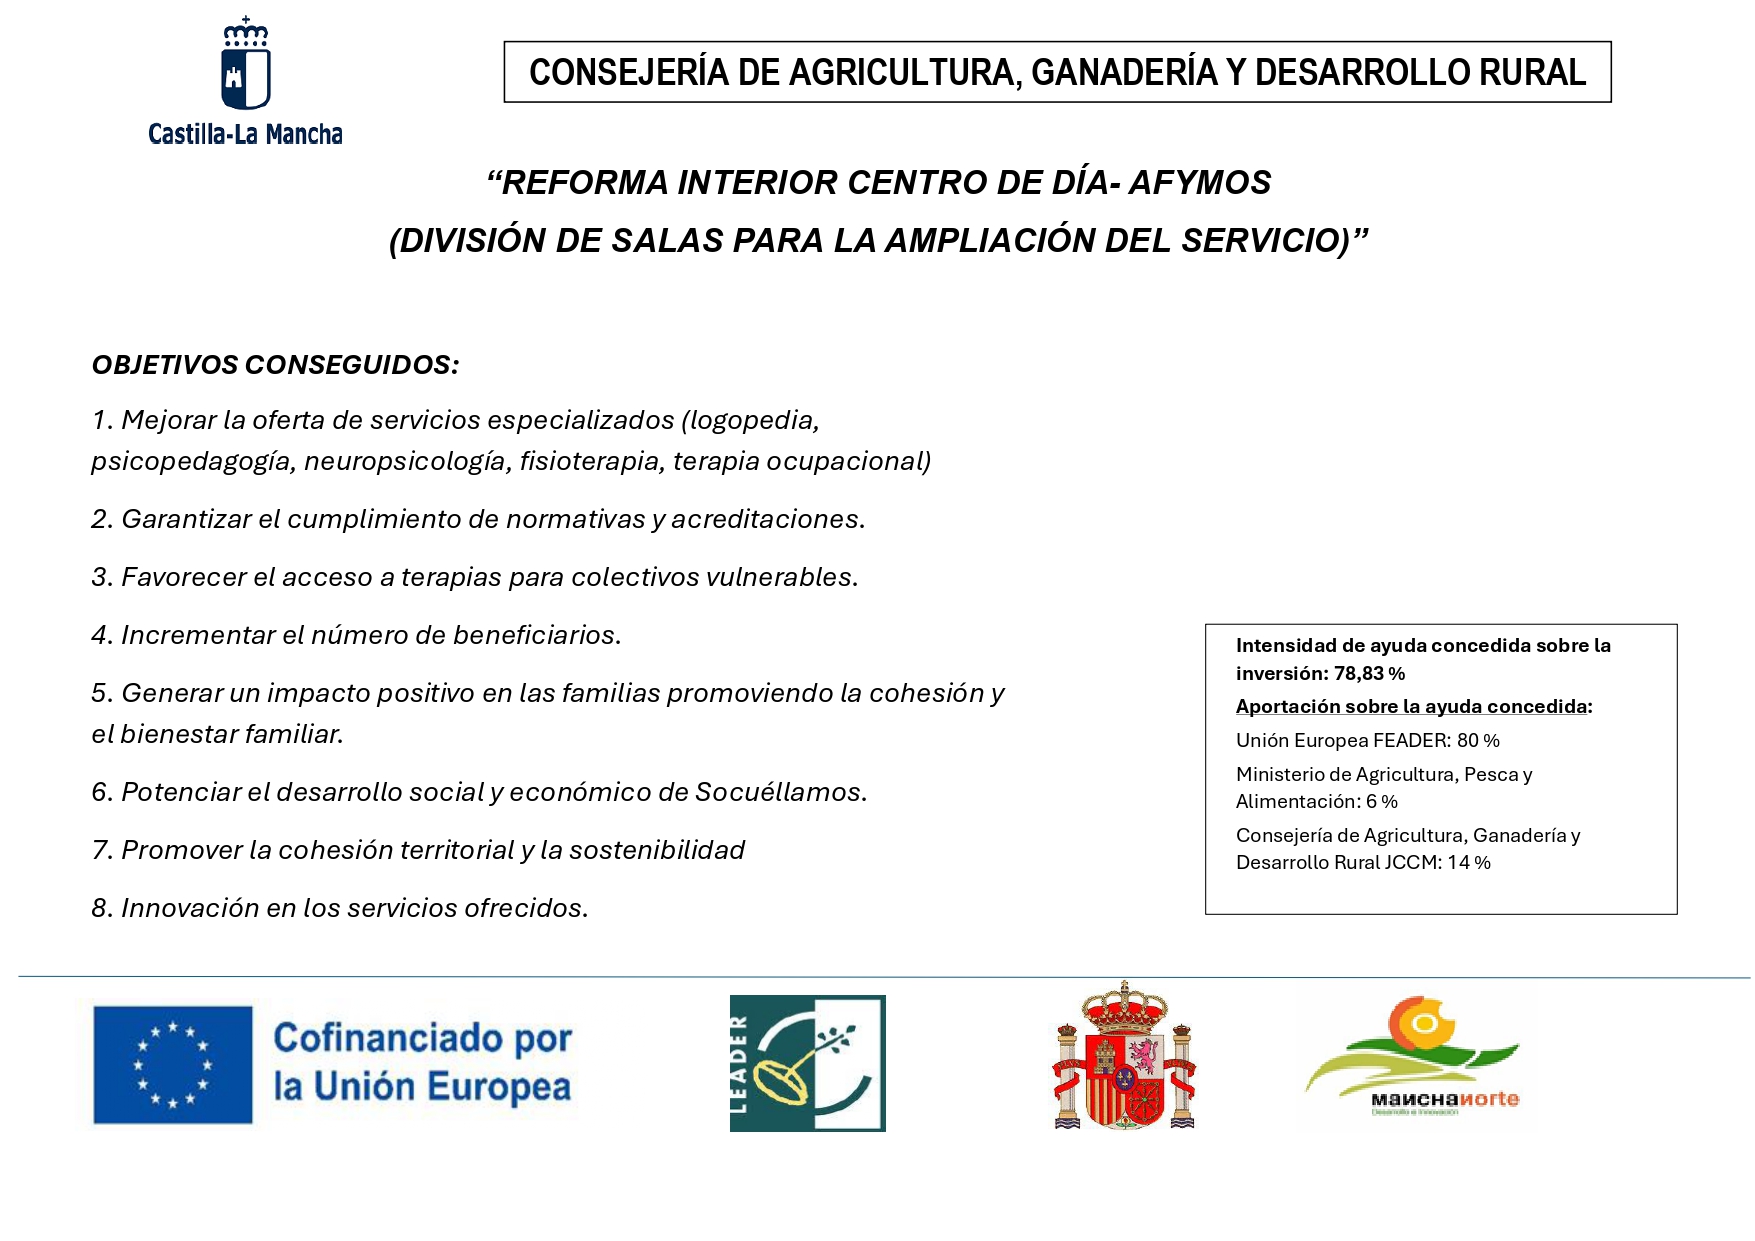 Castilla-La Mancha
CONSEJERÍA DE AGRICULTURA, GANADERÍA Y DESARROLLO RURAL
“REFORMA INTERIOR CENTRO DE DÍA- AFYMOS
(DIVISIÓN DE SALAS PARA LA AMPLIACIÓN DEL SERVICIO)”
OBJETIVOS CONSEGUIDOS:
1. Mejorar la oferta de servicios especializados (logopedia,
psicopedagogía, neuropsicología, fisioterapia, terapia ocupacional)
2. Garantizar el cumplimiento de normativas y acreditaciones.
3. Favorecer el acceso a terapias para colectivos vulnerables.
4. Incrementar el número de beneficiarios.
5. Generar un impacto positivo en las familias promoviendo la cohesión y
el bienestar familiar.
6. Potenciar el desarrollo social y económico de Socuéllamos.
7. Promover la cohesión territorial y la sostenibilidad
8. Innovación en los servicios ofrecidos.
Intensidad de ayuda concedida sobre la
inversión: 78,83 %
Aportación sobre la ayuda concedida:
Unión Europea FEADER: 80 %
Ministerio de Agricultura, Pesca y
Alimentación: 6 %
Consejería de Agricultura, Ganadería y
Desarrollo Rural JCCM: 14 %
Cofinanciado por
la Unión Europea
LEADER
manchanorte
Desarrollo e Innovación